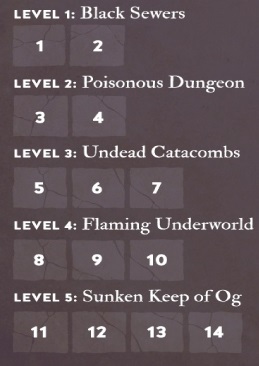 LEVEL 1: Black Sewers
1 2
LEVEL 2: Poisonous Dungeon
3 4
LEVEL 3: Undead Catacombs
5 6 7
LEVEL 4: Flaming Underworld
8 9 10
LEVEL 5: Sunken Keep of Og
11 12 13 14